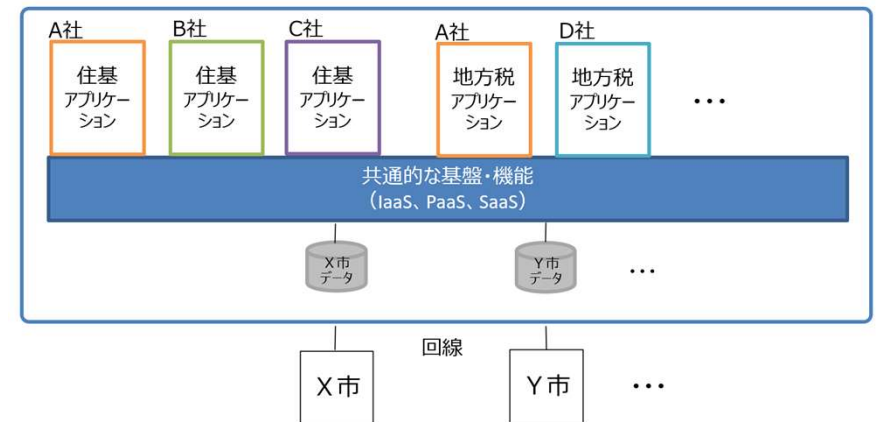 A社
B社
C社
A社
D社
住基
アプリケー
ション
住基
アプリケー
ション
住基
アプリケー
ション
地方税
アプリケー
ション
地方税
アプリケー
ション
…
共通的な基盤・機能
（IaaS、PaaS、SaaS）
X市
データ
Y市
データ
…
回線
X市
Y市
…